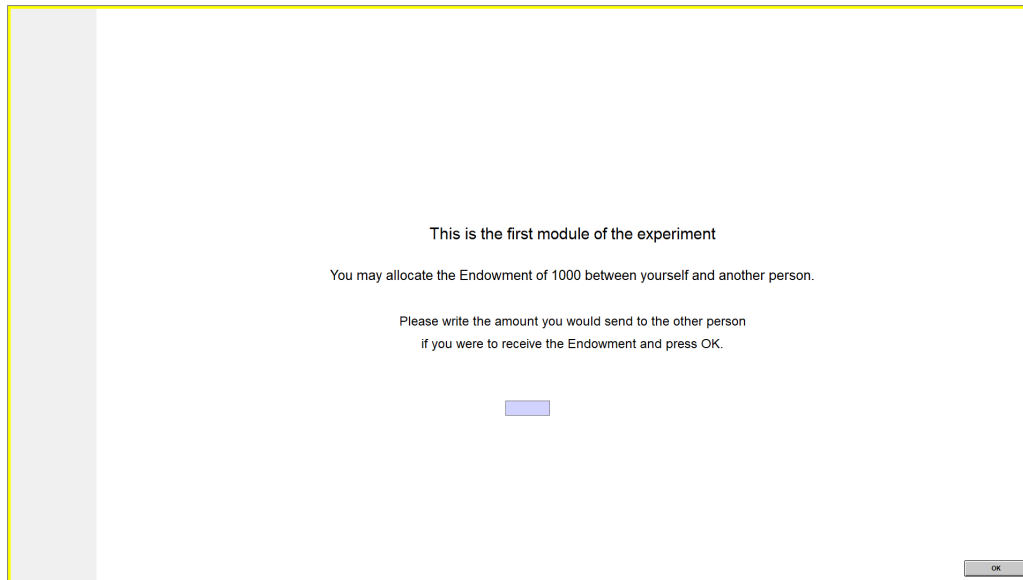 This is the first module of the experiment
You may allocate the Endowment of 1000 between yourself and another person.
Please write the amount you would send to the other person
if you were to receive the Endowment and press OK.
OK